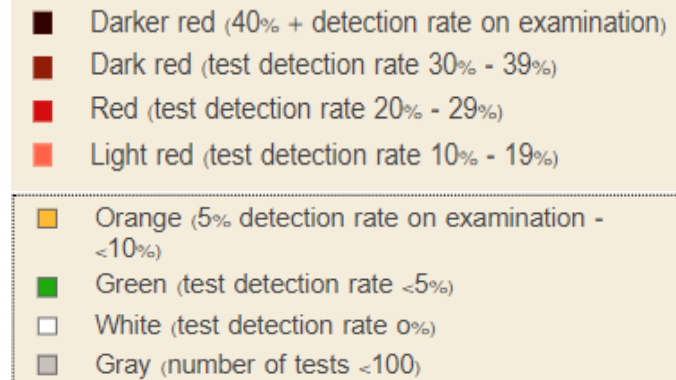 Darker red (40% + detection rate on examination)
Dark red (test detection rate 30% - 39%)
Red (test detection rate 20% - 29%)
Light red (test detection rate 10% - 19%)
Orange (5% detection rate on examination -
<10%)
Green (test detection rate <5%)
White (test detection rate 0%)
Gray (number of tests <100)